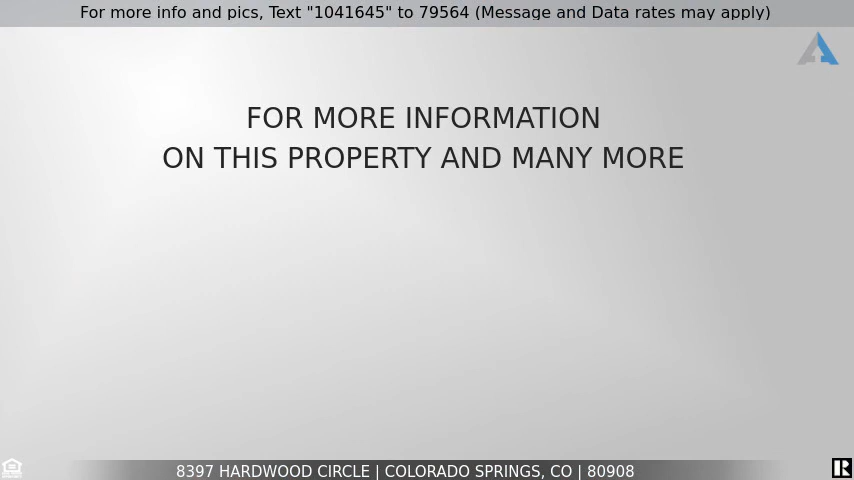 For more info and pics, Text "1041645" to 79564 (Message and Data rates may apply)
FOR MORE INFORMATION
ON THIS PROPERTY AND MANY MORE
8397 HARDWOOD CIRCLE | COLORADO SPRINGS, CO | 80908